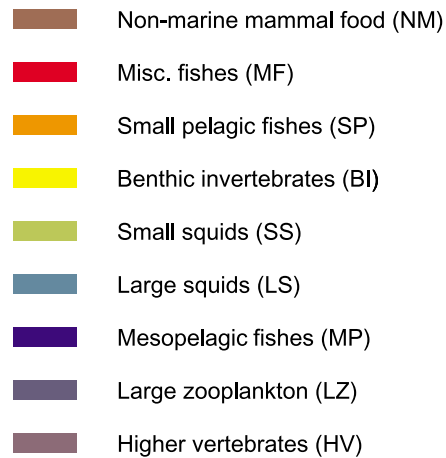 Non-marine mammal food (NM)
Misc. fishes (MF)
Small pelagic fishes (SP)
Benthic invertebrates (BI)
Small squids (SS)
Large squids (LS)
Mesopelagic fishes (MP)
Large zooplankton (LZ)
Higher vertebrates (HV)